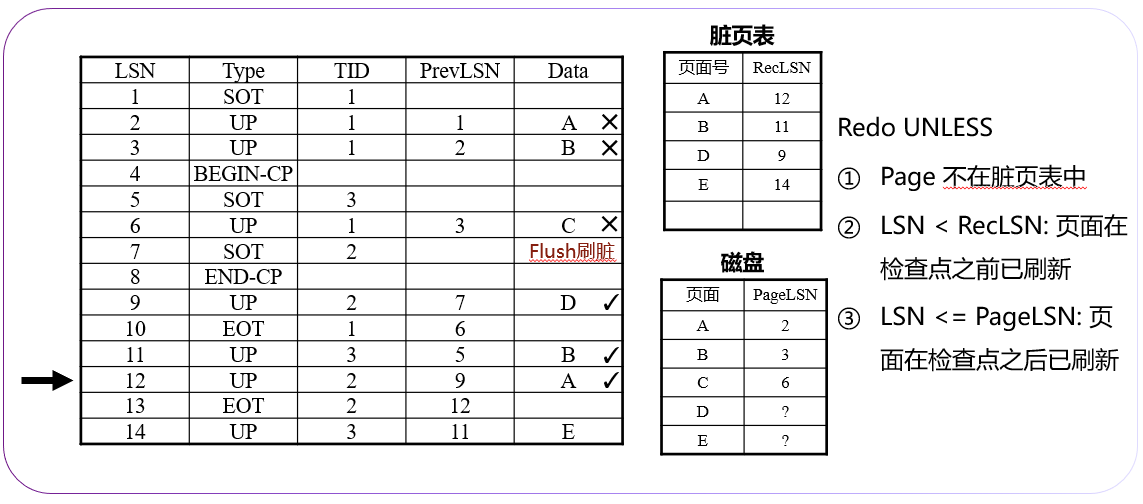 LSN Type TID PrevLSN Data
1 SOT 1
2 UP 1 1 A ✕
3 UP 1 2 B ✕
4 BEGIN-CP
5 SOT 3
6 UP 1 3 C ✕
7 SOT 2 Flush刷脏
8 END-CP
9 UP 2 7 D ✓
10 EOT 1 6
11 UP 3 5 B ✓
12 UP 2 9 A ✓
13 EOT 2 12
14 UP 3 11 E
脏页表
页面号 RecLSN
A 12
B 11
D 9
E 14
磁盘
页面 PageLSN
A 2
B 3
C 6
D ?
E ?
Redo UNLESS
① Page 不在脏页表中
② LSN < RecLSN: 页面在
检查点之前已刷新
③ LSN <= PageLSN: 页
面在检查点之后已刷新